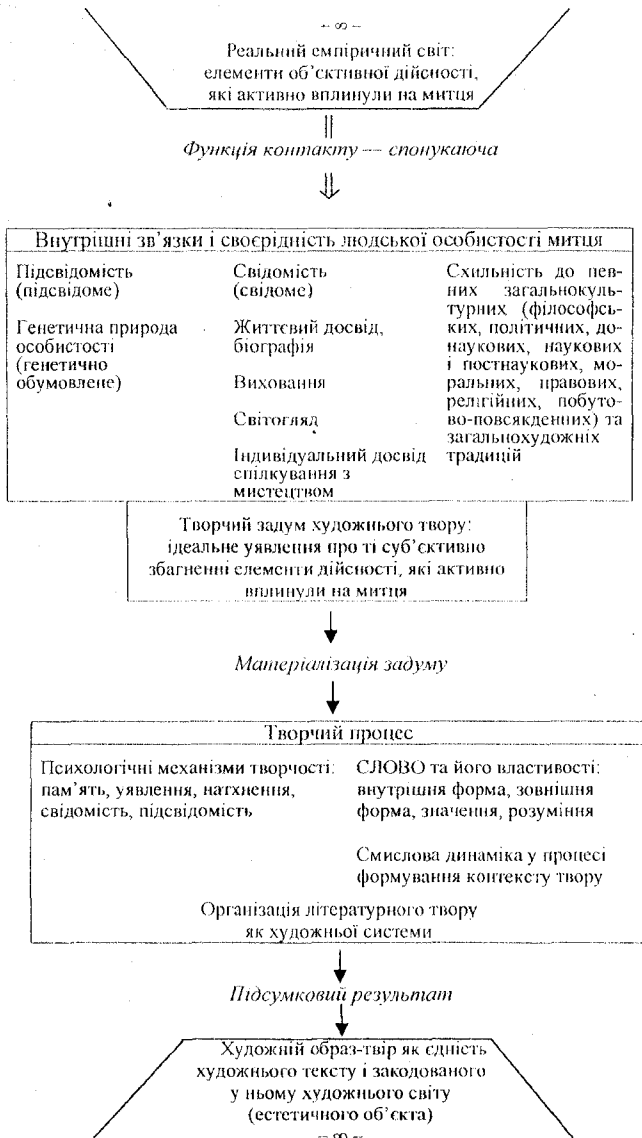 – ∞ –
Реальний емпіричний світ:
елементи об’єктивної дійсності,
які активно вплинули на митця
Функція контакту — спонукаюча
Внутрішні зв’язки і своєрідність людської особистості митця
Підсвідомість
(підсвідоме)
Генетична природа
особистості
(генетично
обумовлене)
Свідомість
(свідоме)
Життєвий досвід,
біографія
Виховання
Світогляд
Індивідуальний досвід
спілкування з
мистецтвом
Схильність до пев-
них загальнокуль-
турних (філософсь-
ких, політичних, до-
наукових, наукових
і постнаукових, мо-
ральних, правових,
релігійних, побуто-
во-повсякденних) та
загальнохудожніх
традицій
Творчий задум художнього твору:
ідеальне уявлення про ті суб’єктивно
збагненні елементи дійсності, які активно
вплинули на митця
Матеріалізація задуму
Творчий процес
Психологічні механізми творчості:
пам’ять, уявлення, натхнення,
свідомість, підсвідомість
СЛОВО та його властивості:
внутрішня форма, зовнішня
форма, значення, розуміння
Смислова динаміка у процесі
формування контексту твору
Організація літературного твору
як художньої системи
Підсумковий результат
Художній образ-твір як єдність
художнього тексту і закодованого
у ньому художнього світу
(естетичного об’єкта)
– ∞ –